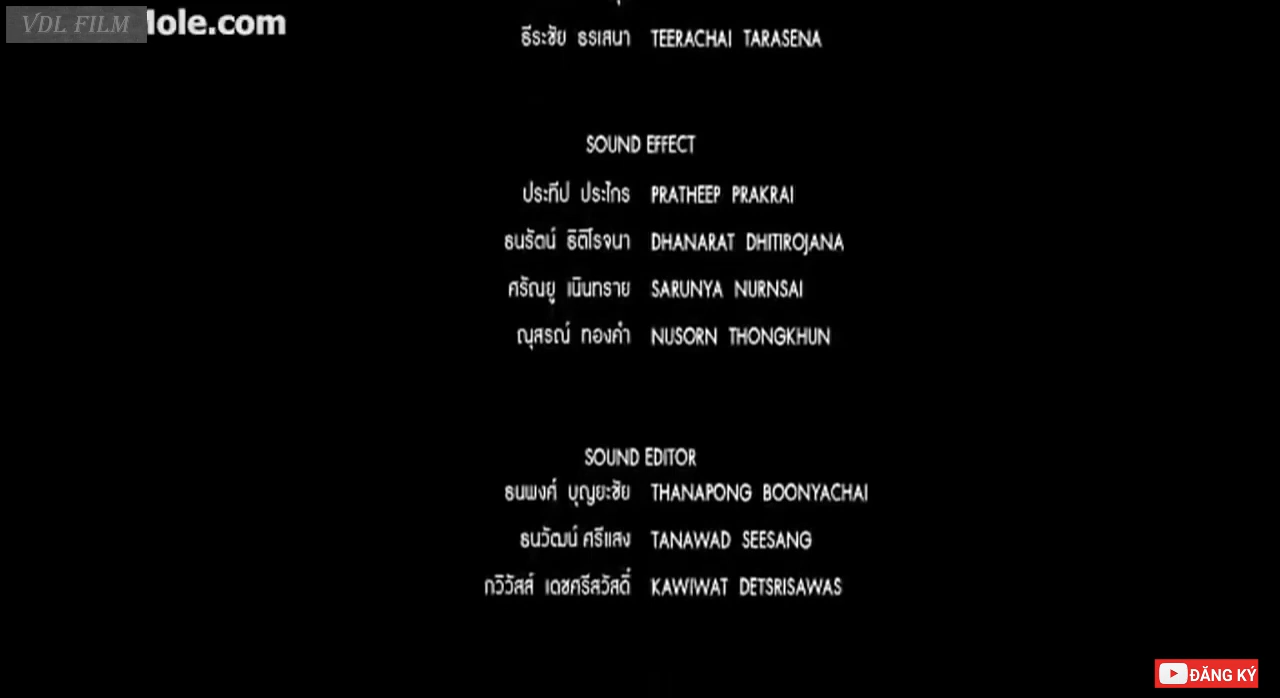 VDL FILM
ole.com
ธีระชัย ธรเสนา TEERACHAI TARASENA
SOUND EFFECT
ประทีป ประไกร PRATHEEP PRAKRAI
ธนรัตน์ ธิติโรจนา DHANARAT DHITIROJANA
ศรัณยู เนินทราย SARUNYA NURNSAI
ณุสรณ์ ทองคำ NUSORN THONGKHUN
SOUND EDITOR
ธนพงศ์ บุญยะชัย THANAPONG BOONYACHAI
ธนวัฒน์ ศรีแสง TANAWAD SEESANG
กวิวัสส์ เดชศรีสวัสดิ์ KAWIWAT DETSRISAWAS
ĐĂNG KÝ